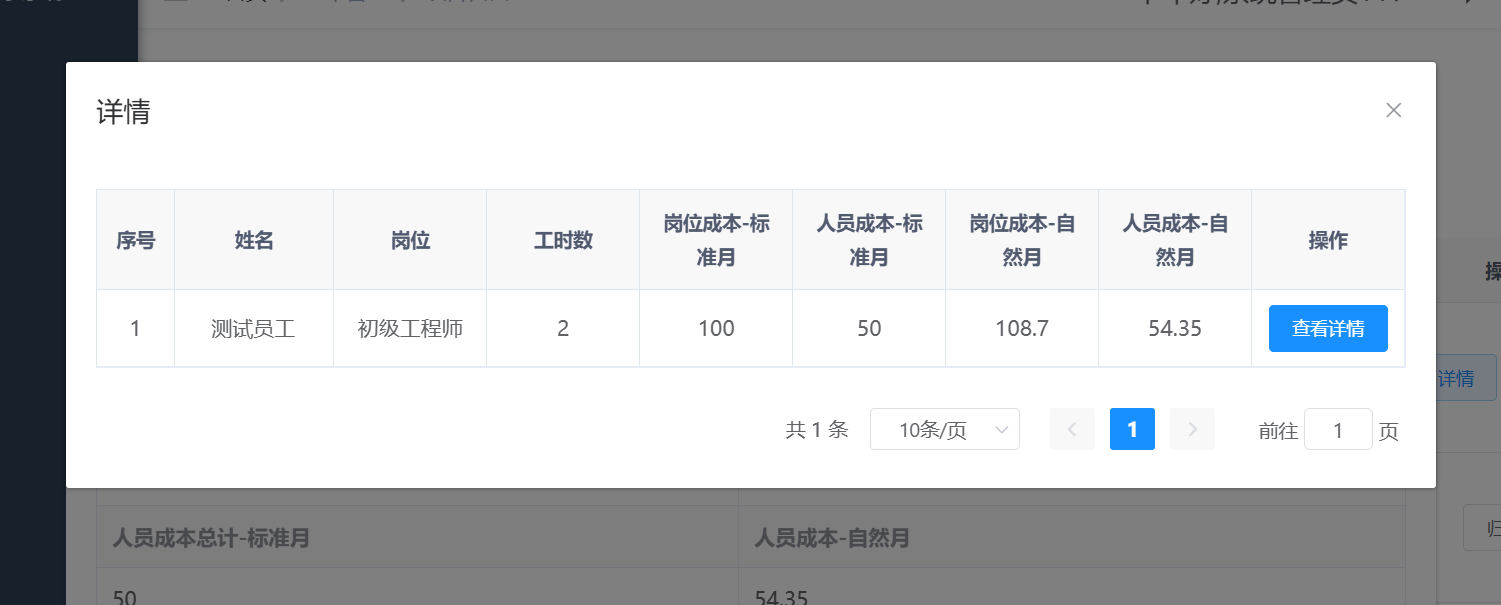 详情
序号 姓名 岗位 工时数 岗位成本-标 人员成本-标 岗位成本-自 人员成本-自 操作
准月 准月 然月 然月
1 测试员工 初级工程师 2 100 50 108.7 54.35 查看详情
详情
共 1 条 10条/页 1 前往 1 页
人员成本总计-标准月 人员成本-自然月
50 54.35